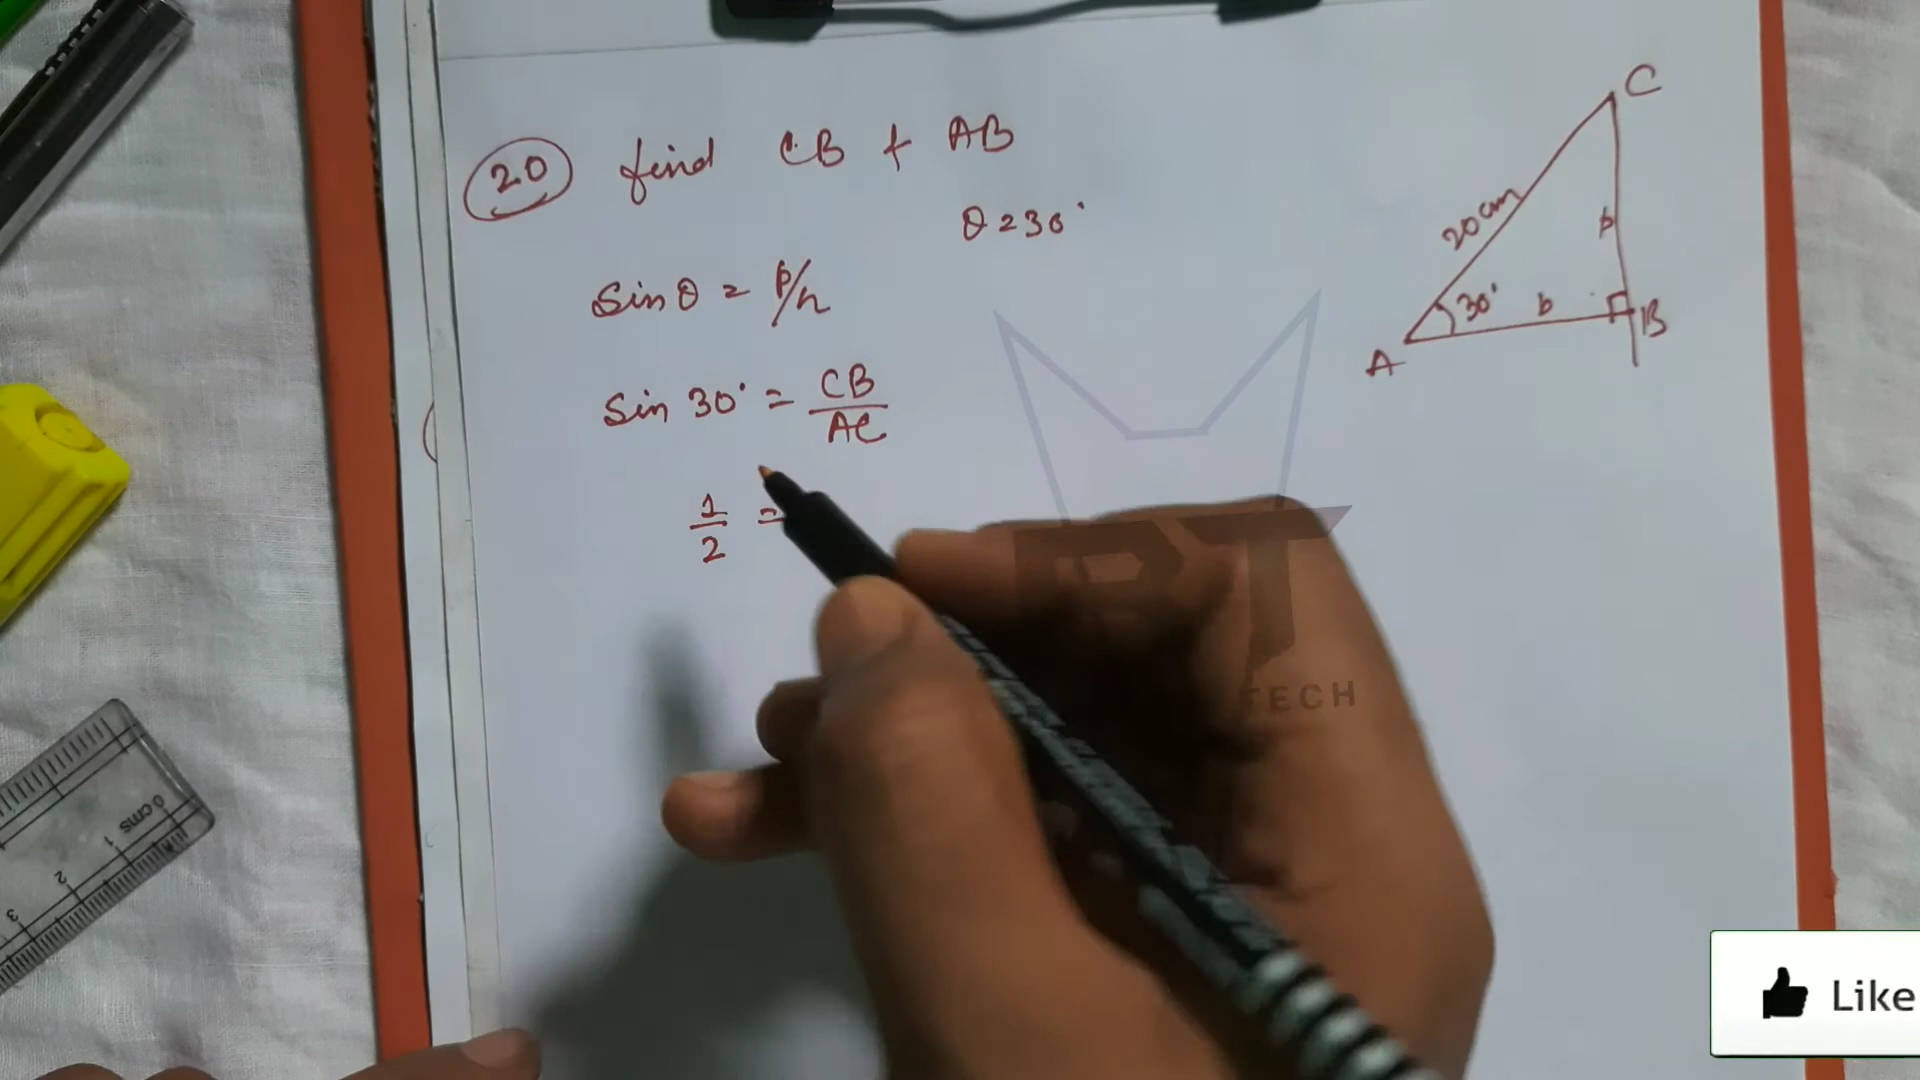 20 find CB + AB
θ = 30°
Sin θ = p/h
Sin 30° = CB/AC
1/2 =
C
20 cm
p
30° b
B
A
TECH
0 cms 1 2 3
Like